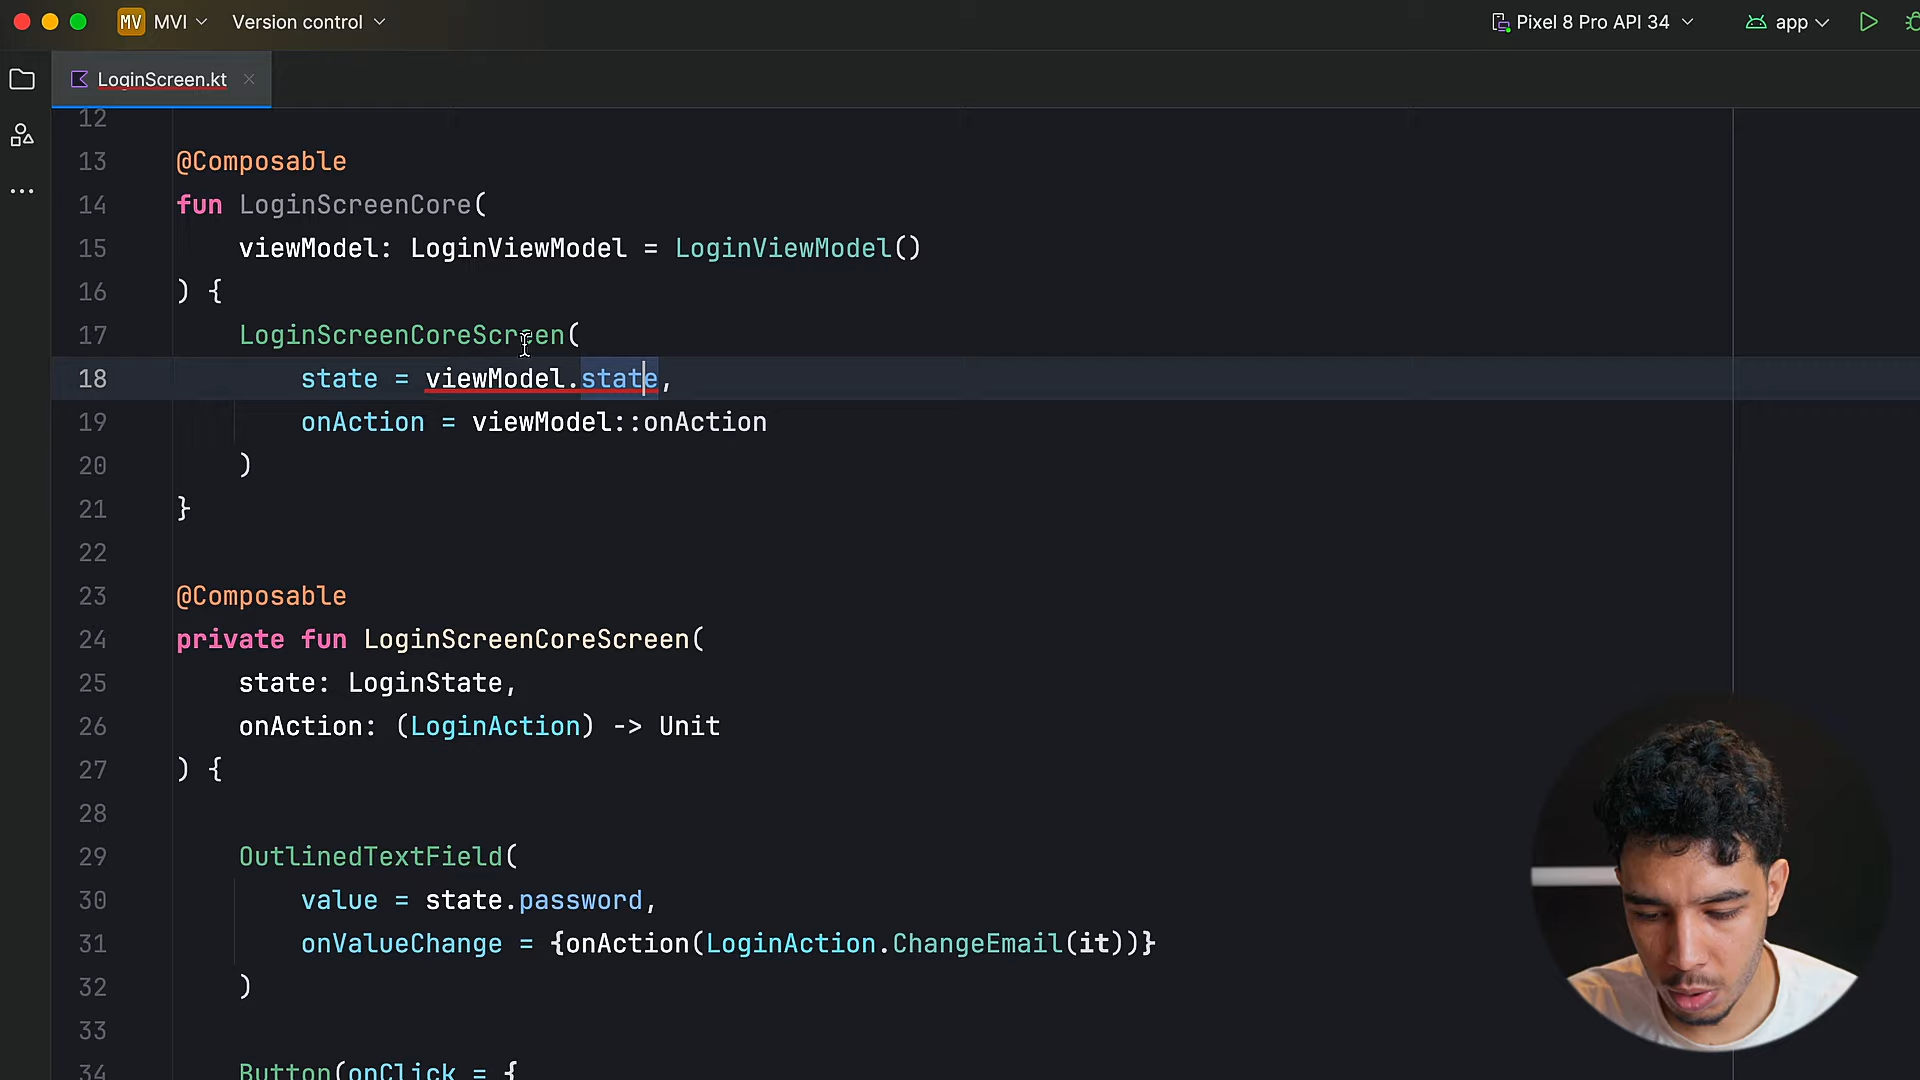 MV MVI Version control Pixel 8 Pro API 34 app
LoginScreen.kt
12
13 @Composable
14 fun LoginScreenCore(
15 viewModel: LoginViewModel = LoginViewModel()
16 ) {
17 LoginScreenCoreScreen(
18 state = viewModel.state,
19 onAction = viewModel::onAction
20 )
21 }
22
23 @Composable
24 private fun LoginScreenCoreScreen(
25 state: LoginState,
26 onAction: (LoginAction) -> Unit
27 ) {
28
29 OutlinedTextField(
30 value = state.password,
31 onValueChange = {onAction(LoginAction.ChangeEmail(it))}
32 )
33
34 Button(onClick = {